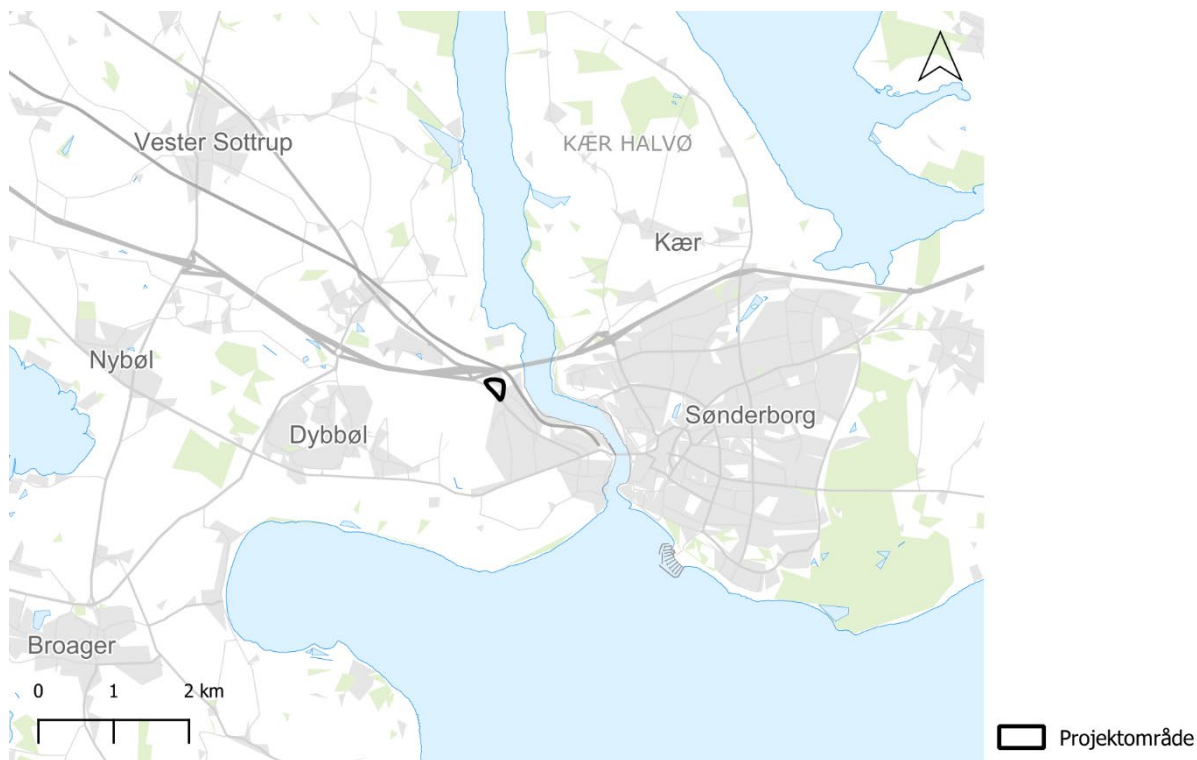 Vester Sottrup
KÆR HALVØ
Kær
Nybøl
Dybbøl
Sønderborg
Broager
0 1 2 km
Projektområde